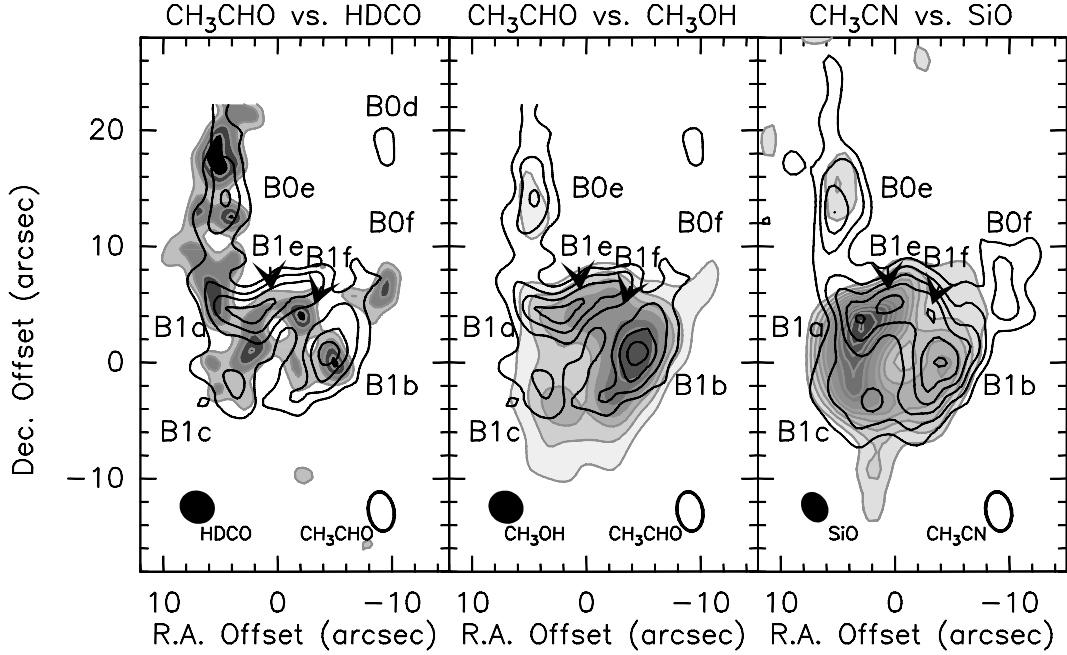 CH₃CHO vs. HDCO
CH₃CHO vs. CH₃OH
CH₃CN vs. SiO
Dec. Offset (arcsec)
20
10
0
−10
B0d
B0e
B0f
B1e
B1f
B1a
B1b
B1c
HDCO
CH₃CHO
B0e
B0f
B1e
B1f
B1a
B1b
B1c
CH₃OH
CH₃CHO
B0e
B0f
B1e
B1f
B1a
B1b
B1c
SiO
CH₃CN
10 0 −10
10 0 −10
10 0 −10
R.A. Offset (arcsec)
R.A. Offset (arcsec)
R.A. Offset (arcsec)